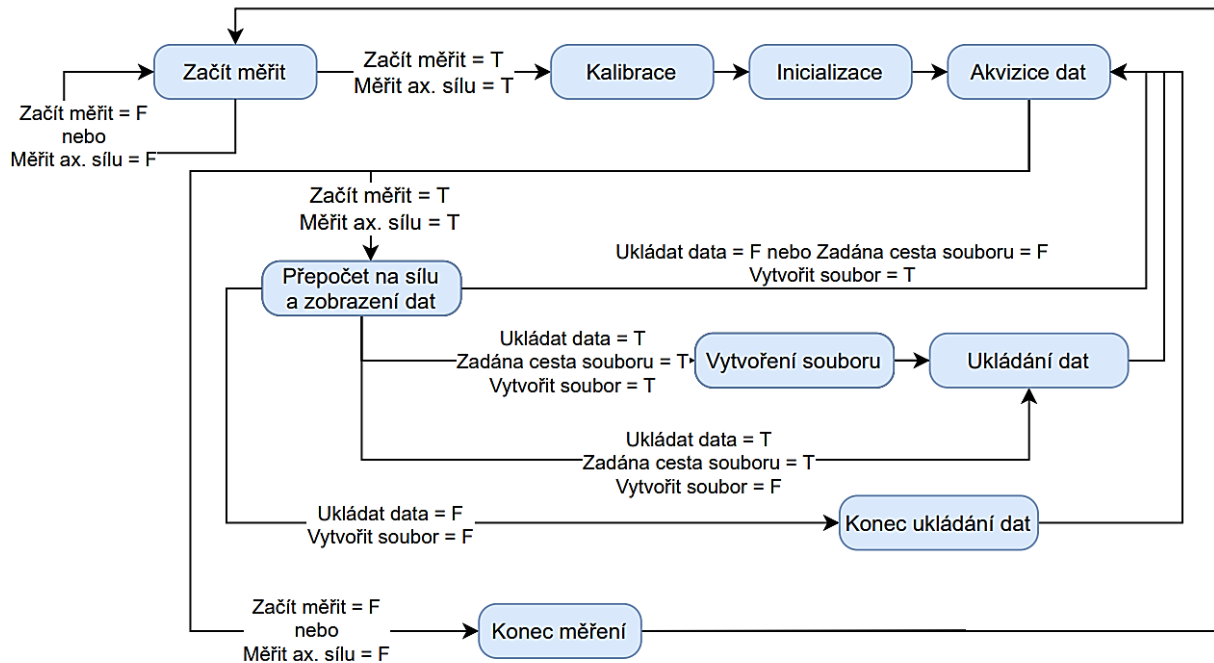 Začít měřit
Začít měřit = T
Měřit ax. sílu = T
Kalibrace
Inicializace
Akvizice dat
Začít měřit = F
nebo
Měřit ax. sílu = F
Začít měřit = T
Měřit ax. sílu = T
Přepočet na sílu
a zobrazení dat
Ukládat data = F nebo Zadána cesta souboru = F
Vytvořit soubor = T
Ukládat data = T
Zadána cesta souboru = T
Vytvořit soubor = T
Vytvoření souboru
Ukládání dat
Ukládat data = T
Zadána cesta souboru = T
Vytvořit soubor = F
Ukládat data = F
Vytvořit soubor = F
Konec ukládání dat
Začít měřit = F
nebo
Měřit ax. sílu = F
Konec měření